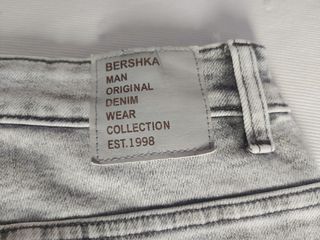 BERSHKA
MAN
ORIGINAL
DENIM
WEAR
COLLECTION
EST.1998